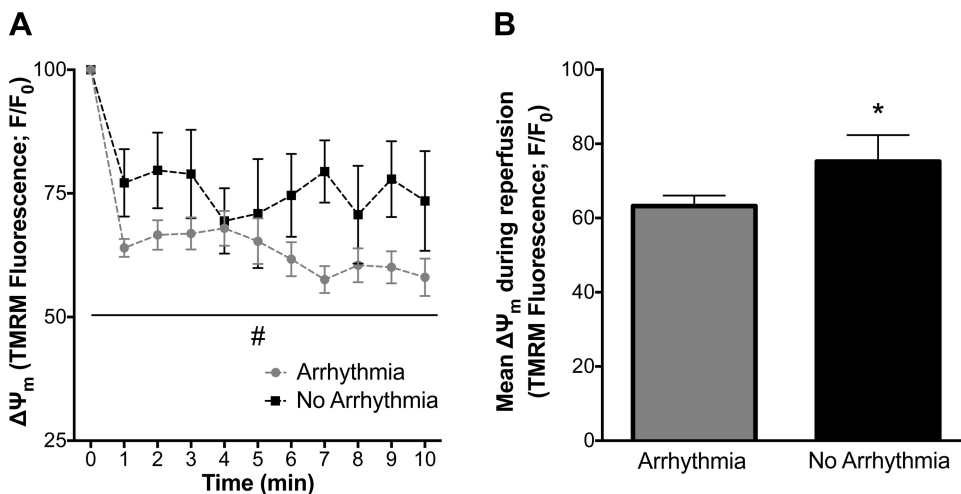 A
ΔΨm (TMRM Fluorescence; F/F0)
100
75
50
25
#
Arrhythmia
No Arrhythmia
0 1 2 3 4 5 6 7 8 9 10
Time (min)
B
Mean ΔΨm during reperfusion
(TMRM Fluorescence; F/F0)
100
80
60
40
20
0
*
Arrhythmia No Arrhythmia